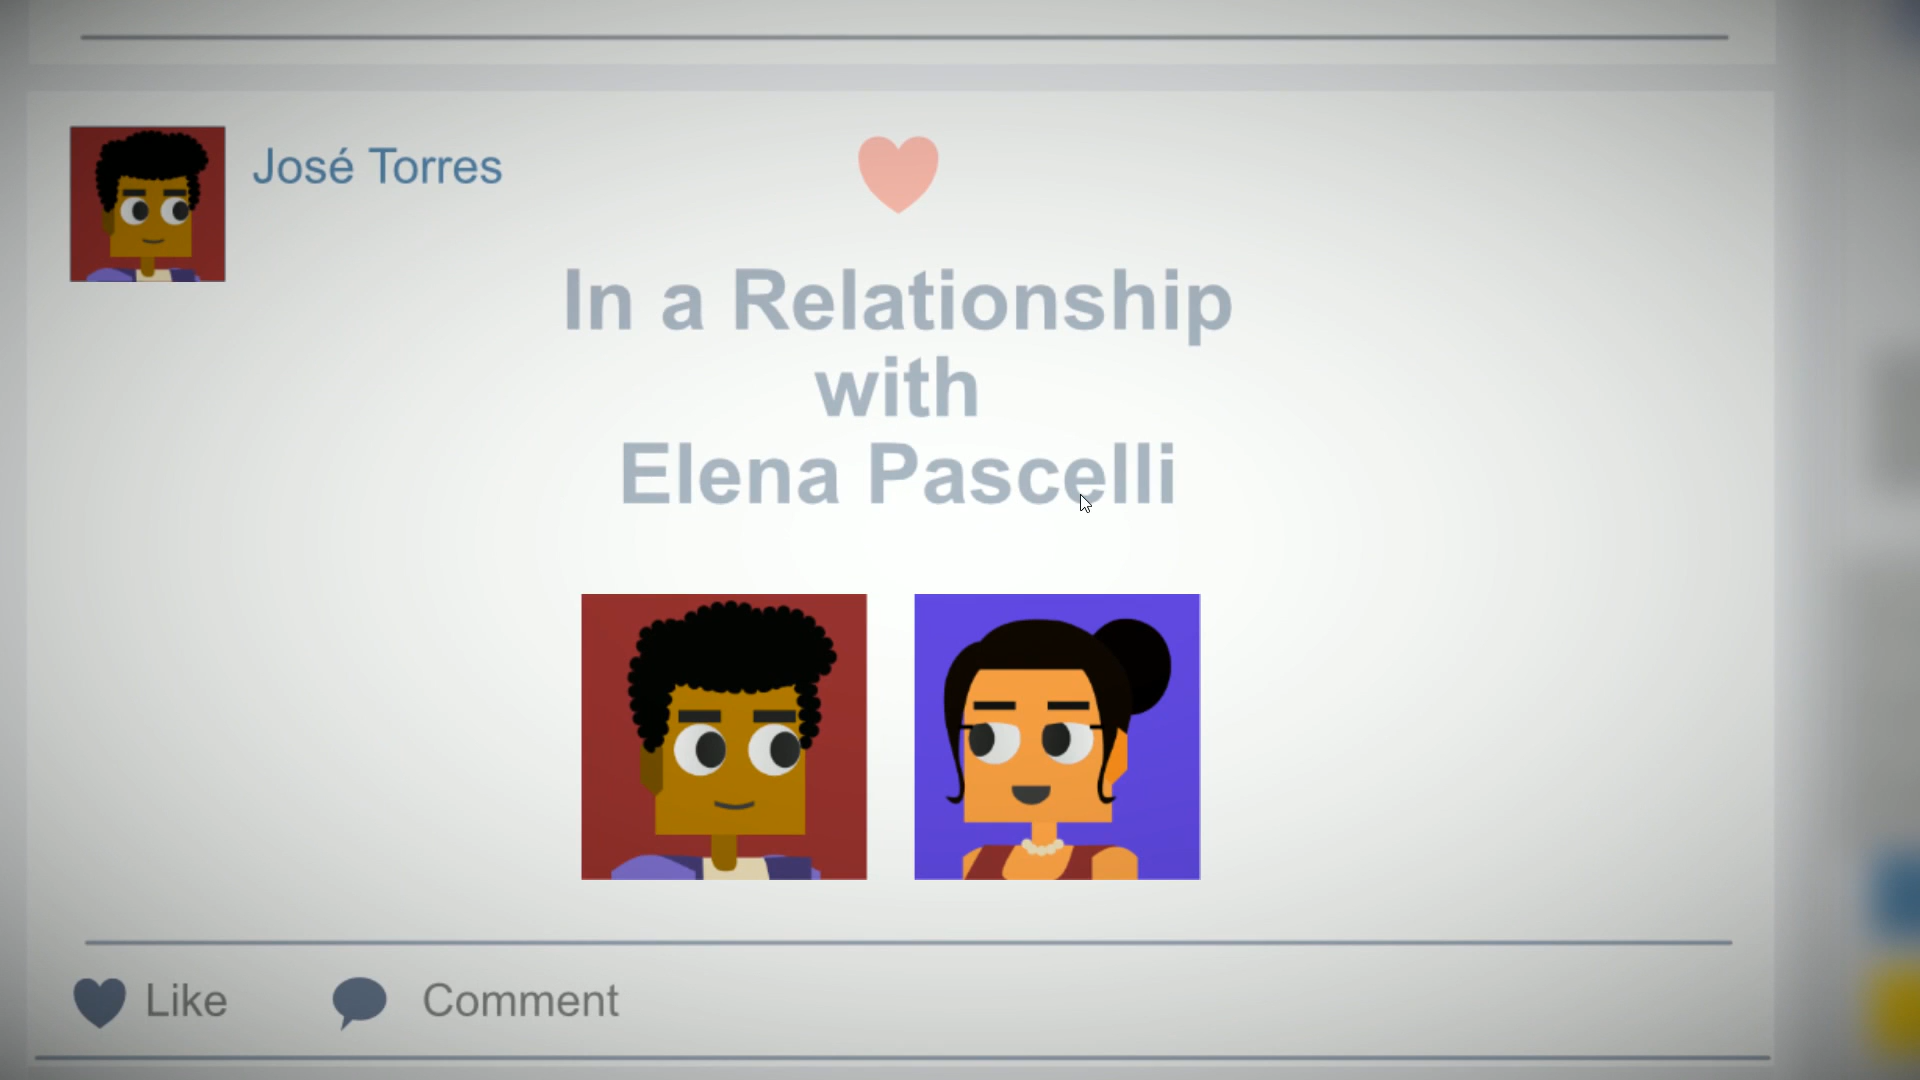 José Torres
In a Relationship
with
Elena Pascelli
Like
Comment